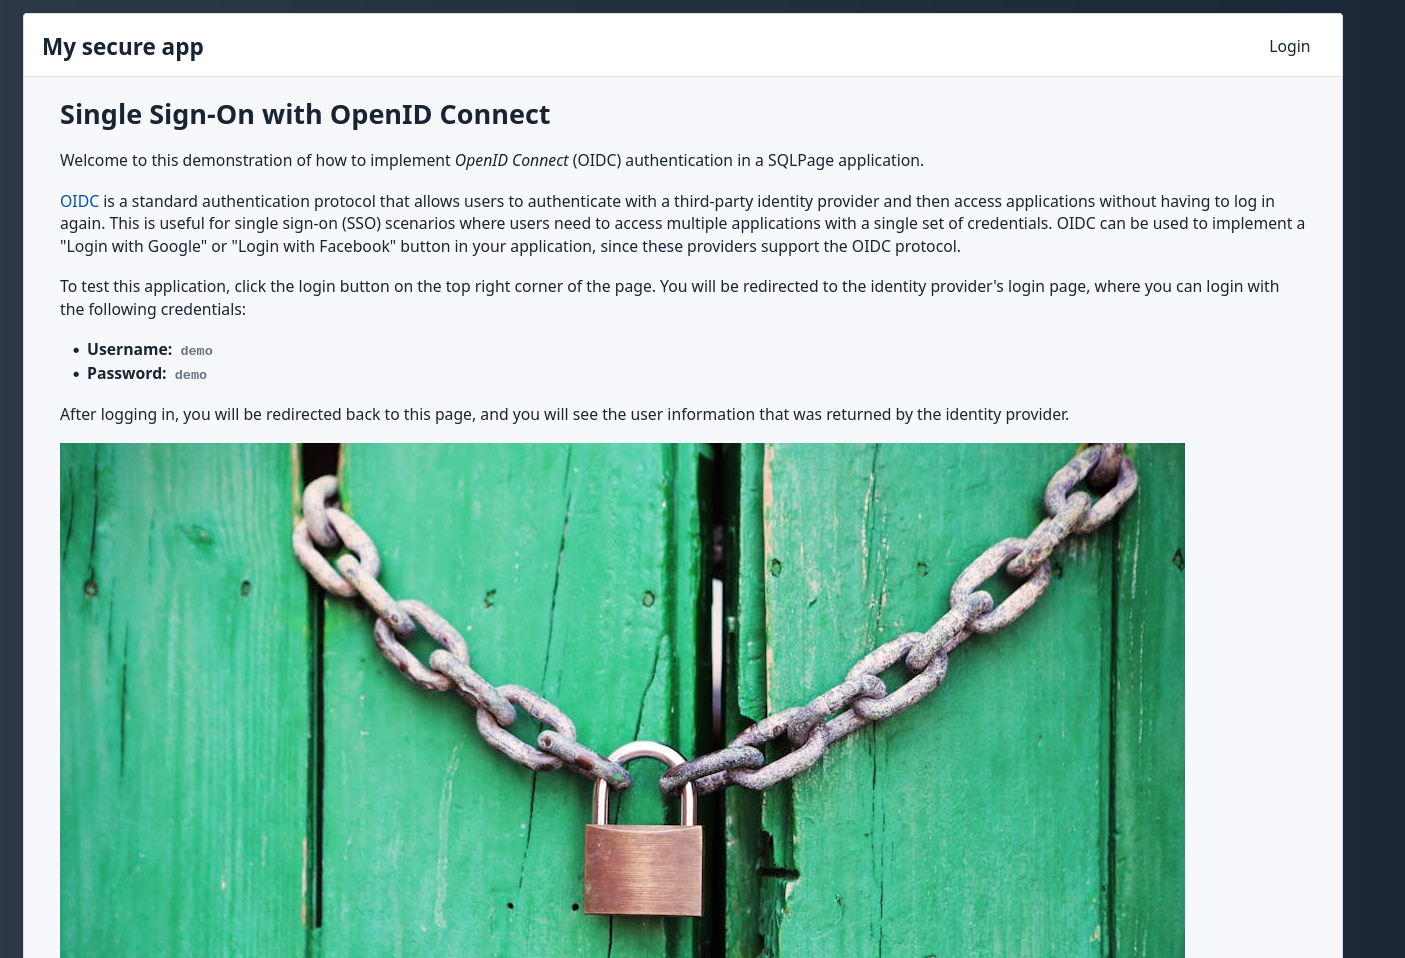 My secure app
Login
Single Sign-On with OpenID Connect
Welcome to this demonstration of how to implement OpenID Connect (OIDC) authentication in a SQLPage application.
OIDC is a standard authentication protocol that allows users to authenticate with a third-party identity provider and then access applications without having to log in
again. This is useful for single sign-on (SSO) scenarios where users need to access multiple applications with a single set of credentials. OIDC can be used to implement a
"Login with Google" or "Login with Facebook" button in your application, since these providers support the OIDC protocol.
To test this application, click the login button on the top right corner of the page. You will be redirected to the identity provider's login page, where you can login with
the following credentials:
• Username: demo
• Password: demo
After logging in, you will be redirected back to this page, and you will see the user information that was returned by the identity provider.